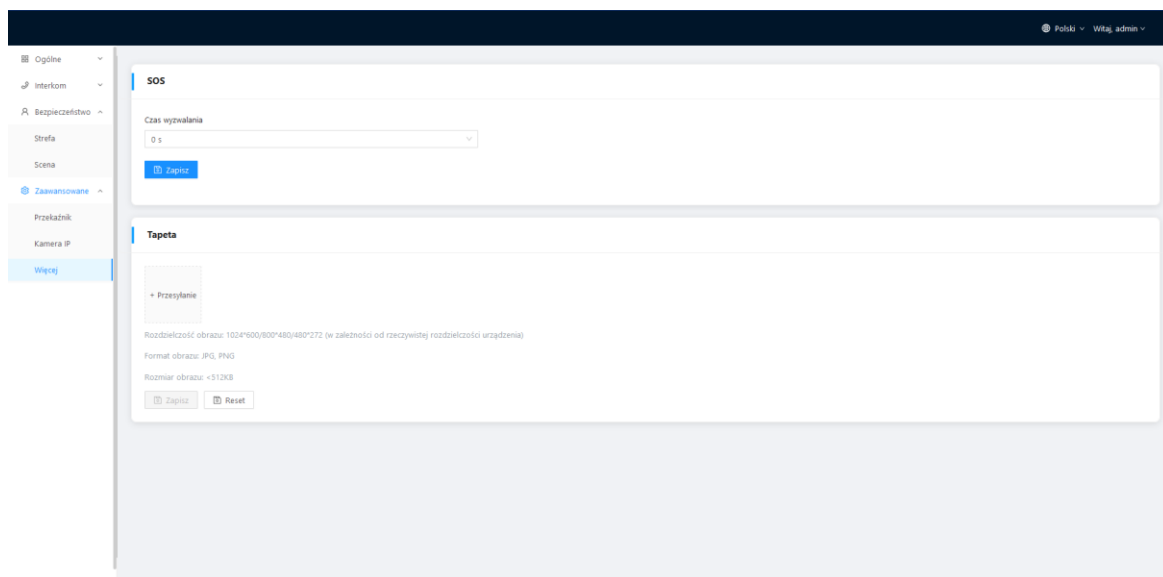 Polski Witaj, admin
Ogólne
Interkom
Bezpieczeństwo
Strefa
Scena
Zaawansowane
Przekaźnik
Kamera IP
Więcej
SOS
Czas wyzwalania
0 s
Zapisz
Tapeta
+ Przesyłanie
Rozdzielczość obrazu: 1024*600/800*480/480*272 (w zależności od rzeczywistej rozdzielczości urządzenia)
Format obrazu: JPG, PNG
Rozmiar obrazu: <512KB
Zapisz Reset